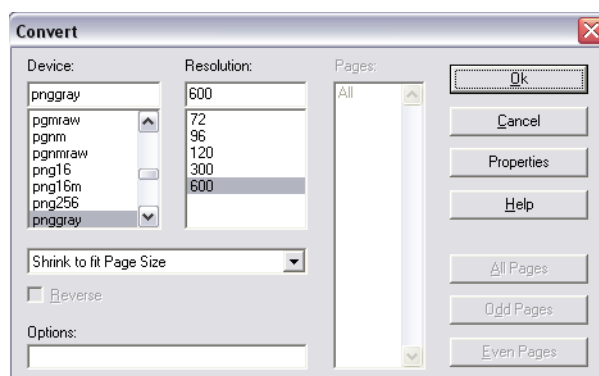 Convert
Device:
Resolution:
Pages:
pnggray
600
All
pgmraw
pgnm
pgnmraw
png16
png16m
png256
pnggray
72
96
120
300
600
Shrink to fit Page Size
Reverse
Options:
Ok
Cancel
Properties
Help
All Pages
Odd Pages
Even Pages